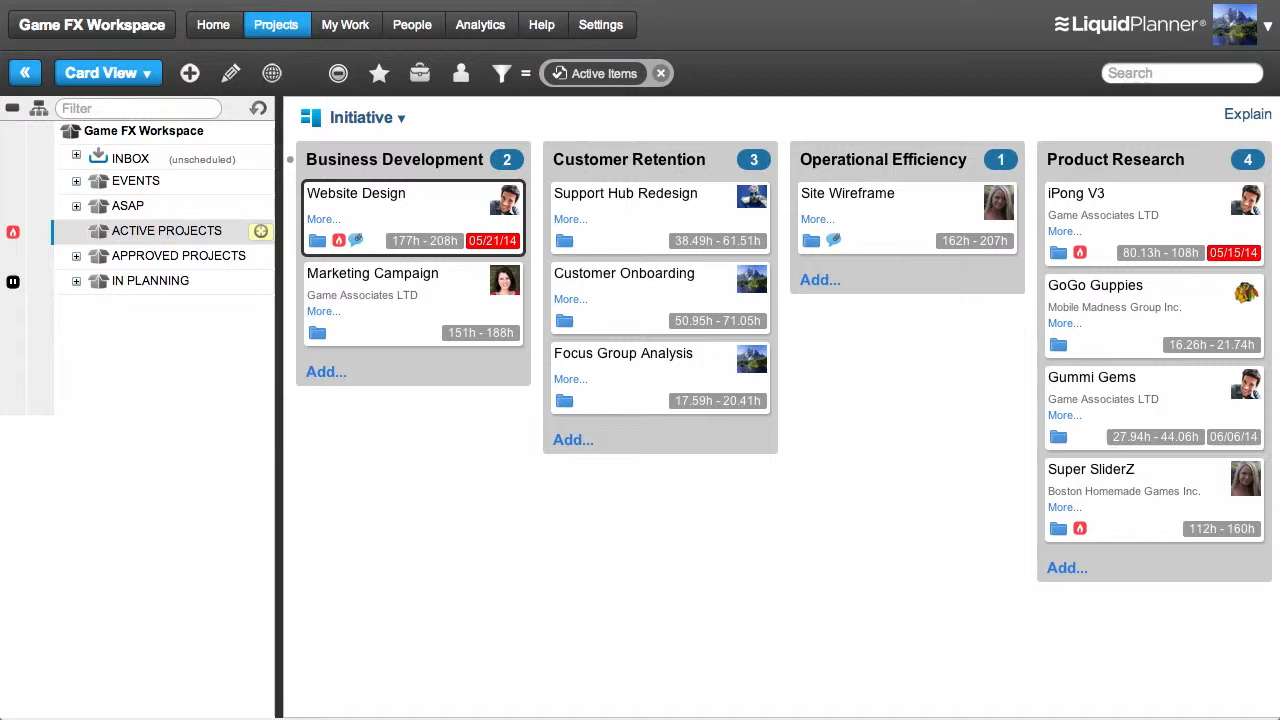 Game FX Workspace
Home
Projects
My Work
People
Analytics
Help
Settings
LiquidPlanner®
«
Card View
=
Active Items
Search
Filter
Game FX Workspace
INBOX (unscheduled)
EVENTS
ASAP
ACTIVE PROJECTS
APPROVED PROJECTS
IN PLANNING
Initiative
Explain
Business Development 2
Website Design
More...
177h - 208h 05/21/14
Marketing Campaign
Game Associates LTD
More...
151h - 188h
Add...
Customer Retention 3
Support Hub Redesign
More...
38.49h - 61.51h
Customer Onboarding
More...
50.95h - 71.05h
Focus Group Analysis
More...
17.59h - 20.41h
Add...
Operational Efficiency 1
Site Wireframe
More...
162h - 207h
Add...
Product Research 4
iPong V3
Game Associates LTD
More...
80.13h - 108h 05/15/14
GoGo Guppies
Mobile Madness Group Inc.
More...
16.26h - 21.74h
Gummi Gems
Game Associates LTD
More...
27.94h - 44.06h 06/06/14
Super SliderZ
Boston Homemade Games Inc.
More...
112h - 160h
Add...